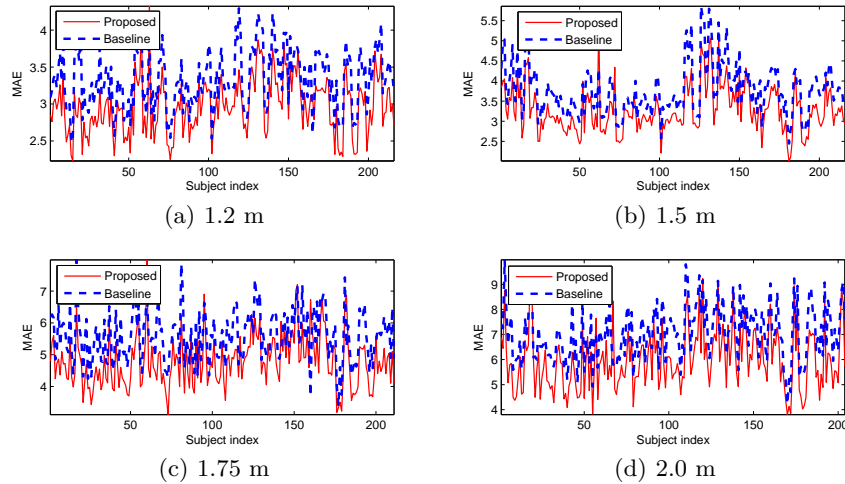 Proposed
Baseline
MAE
4
3.5
3
2.5
50
100
150
200
Subject index
(a) 1.2 m
Proposed
Baseline
MAE
5.5
5
4.5
4
3.5
3
2.5
50
100
150
200
Subject index
(b) 1.5 m
Proposed
Baseline
MAE
7
6
5
4
50
100
150
200
Subject index
(c) 1.75 m
Proposed
Baseline
MAE
9
8
7
6
5
4
50
100
150
200
Subject index
(d) 2.0 m